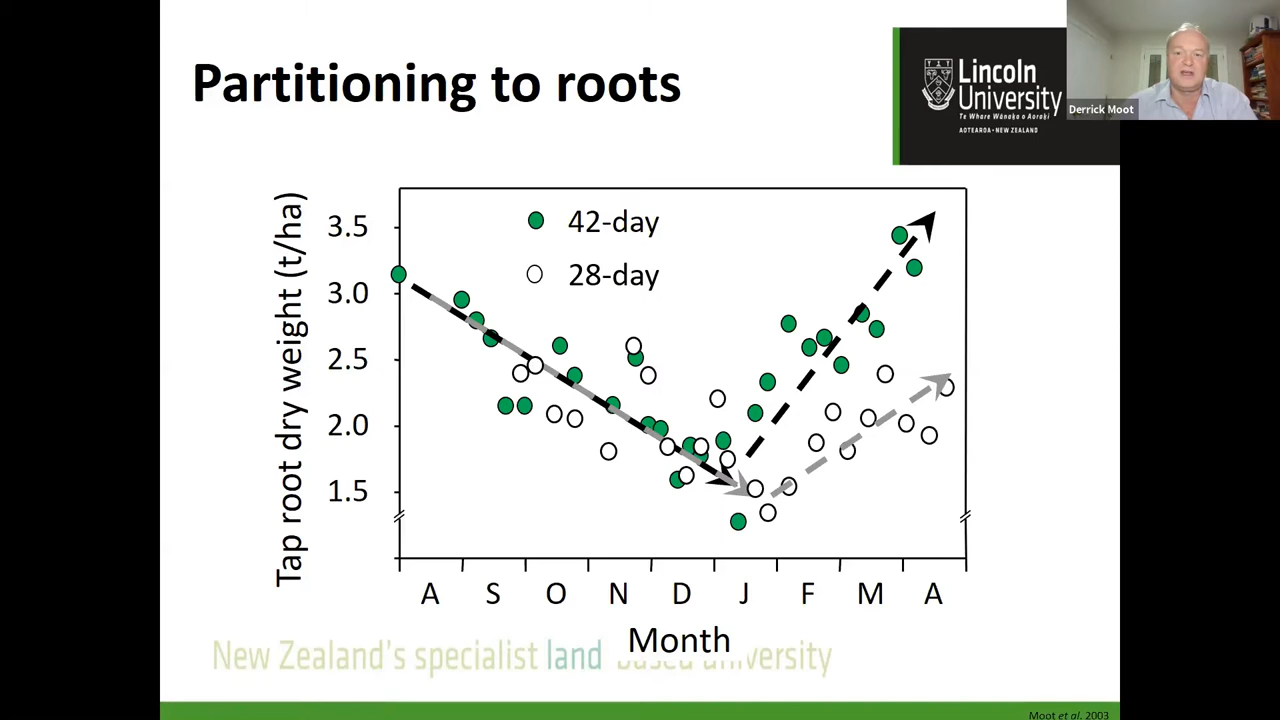 Partitioning to roots
Lincoln
University
Te Whare Wānaka o Aoraki
AOTEAROA • NEW ZEALAND
Derrick Moot
Tap root dry weight (t/ha)
3.5
3.0
2.5
2.0
1.5
42-day
28-day
A S O N D J F M A
Month
New Zealand's specialist land based university
Moot et al. 2003